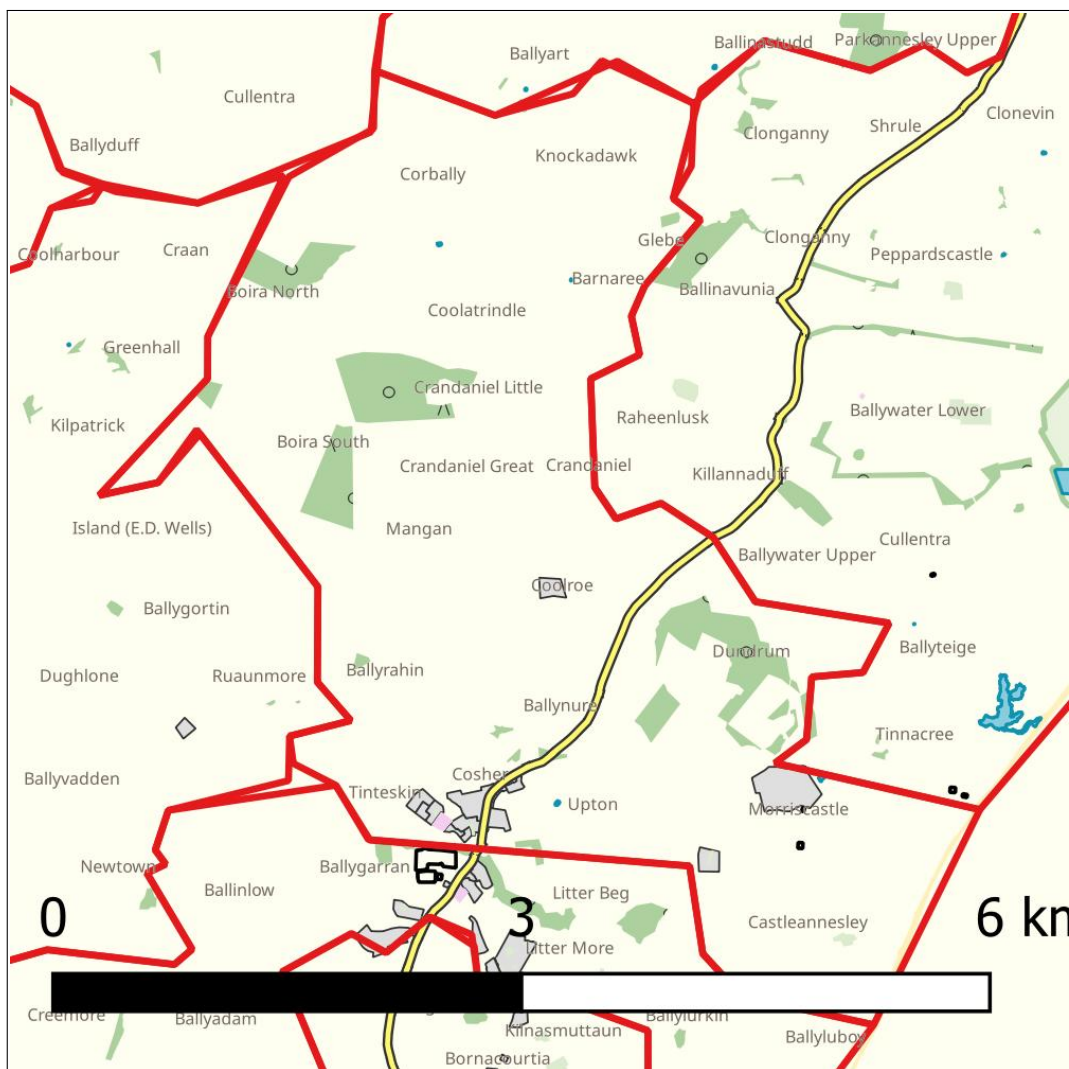 Ballinastudd
Parkannesley Upper
Ballyart
Cullentra
Clonevin
Shrule
Clonganny
Ballyduff
Knockadawk
Corbally
Glebe
Clonganny
Coolharbour
Craan
Peppardscastle
Barnaree
Ballinavunia
Boira North
Coolatrindle
Greenhall
Crandaniel Little
Ballywater Lower
Raheenlusk
Kilpatrick
Boira South
Crandaniel Great
Crandaniel
Killannaduff
Island (E.D. Wells)
Mangan
Cullentra
Ballywater Upper
Coolroe
Ballygortin
Ballyteige
Dundrum
Ballyrahin
Dughlone
Ruaunmore
Ballynure
Tinnacree
Ballyvadden
Tinteskin
Upton
Morriscastle
Newtown
Ballygarran
Ballinlow
Litter Beg
0
3
6 km
Castleannesley
Litter More
Creemore
Ballyadam
Kilnasmuttaun
Ballylurkin
Ballyluboy
Bornacourtia